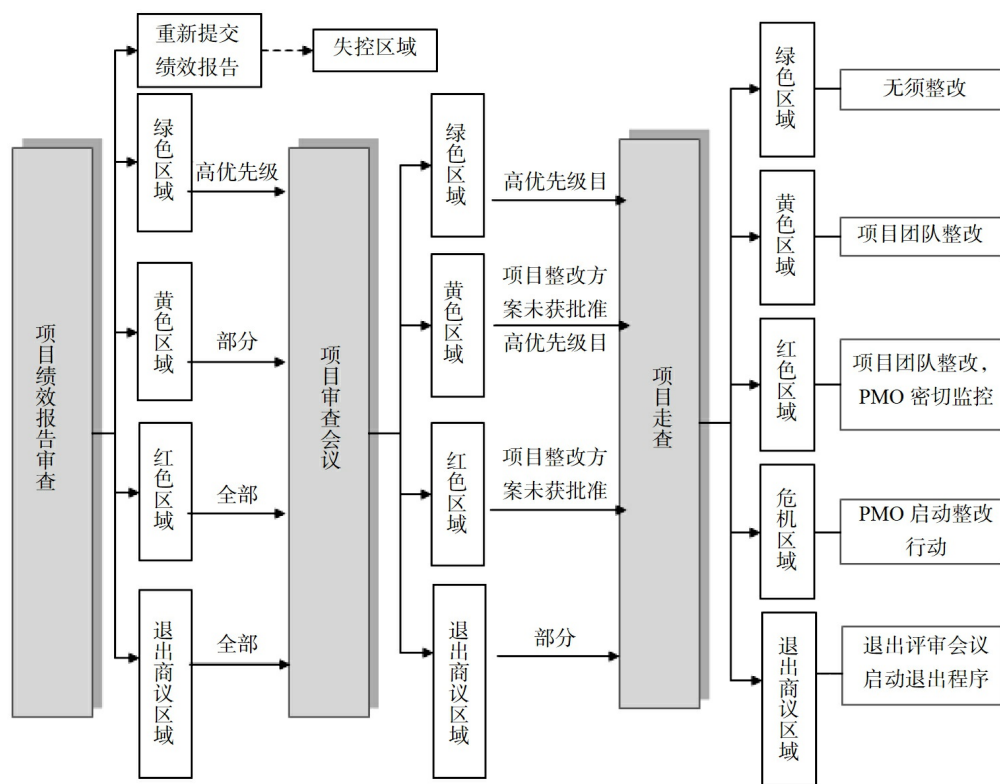 项目绩效报告审查
重新提交
绩效报告
失控区域
绿色区域
高优先级
黄色区域
部分
红色区域
全部
退出商议区域
全部
项目审查会议
绿色区域
高优先级目
黄色区域
项目整改方
案未获批准
高优先级目
红色区域
项目整改方
案未获批准
退出商议区域
部分
项目走查
绿色区域
无须整改
黄色区域
项目团队整改
红色区域
项目团队整改，
PMO 密切监控
危机区域
PMO 启动整改
行动
退出商议区域
退出评审会议
启动退出程序